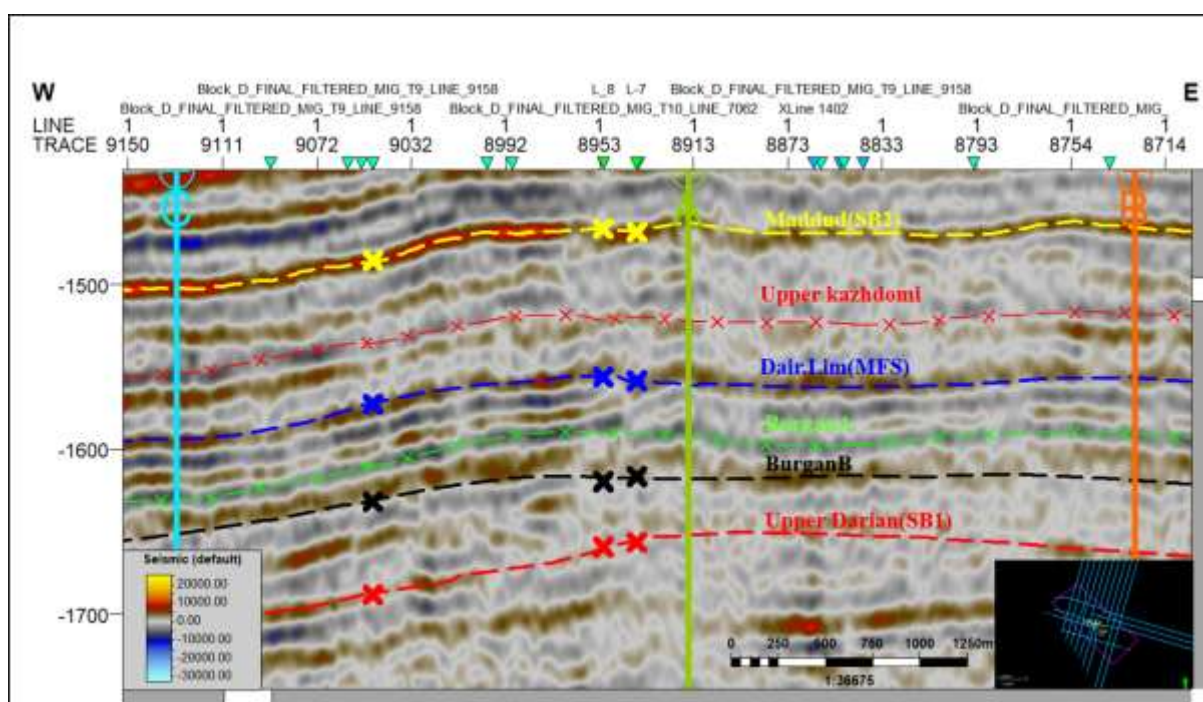 Block_D_FINAL_FILTERED_MIG_T9_LINE_9158 L_8 L-7 Block_D_FINAL_FILTERED_MIG_T9_LINE_9158
W E
Block_D_FINAL_FILTERED_MIG_T9_LINE_9158 Block_D_FINAL_FILTERED_MIG_T10_LINE_7062 XLine 1402 Block_D_FINAL_FILTERED_MIG_
LINE 1 1 1 1 1 1 1 1 1 1 1 1
TRACE 9150 9111 9072 9032 8992 8953 8913 8873 8833 8793 8754 8714
Maddud(SB2)
-1500
Upper kazhdomi
Dair.Lim(MFS)
-1600
BurganB
Upper Darian(SB1)
Seismic (default)
20000.00
10000.00
0.00
-10000.00
-20000.00
-30000.00
-1700
0 250 500 750 1000 1250m
1:36675